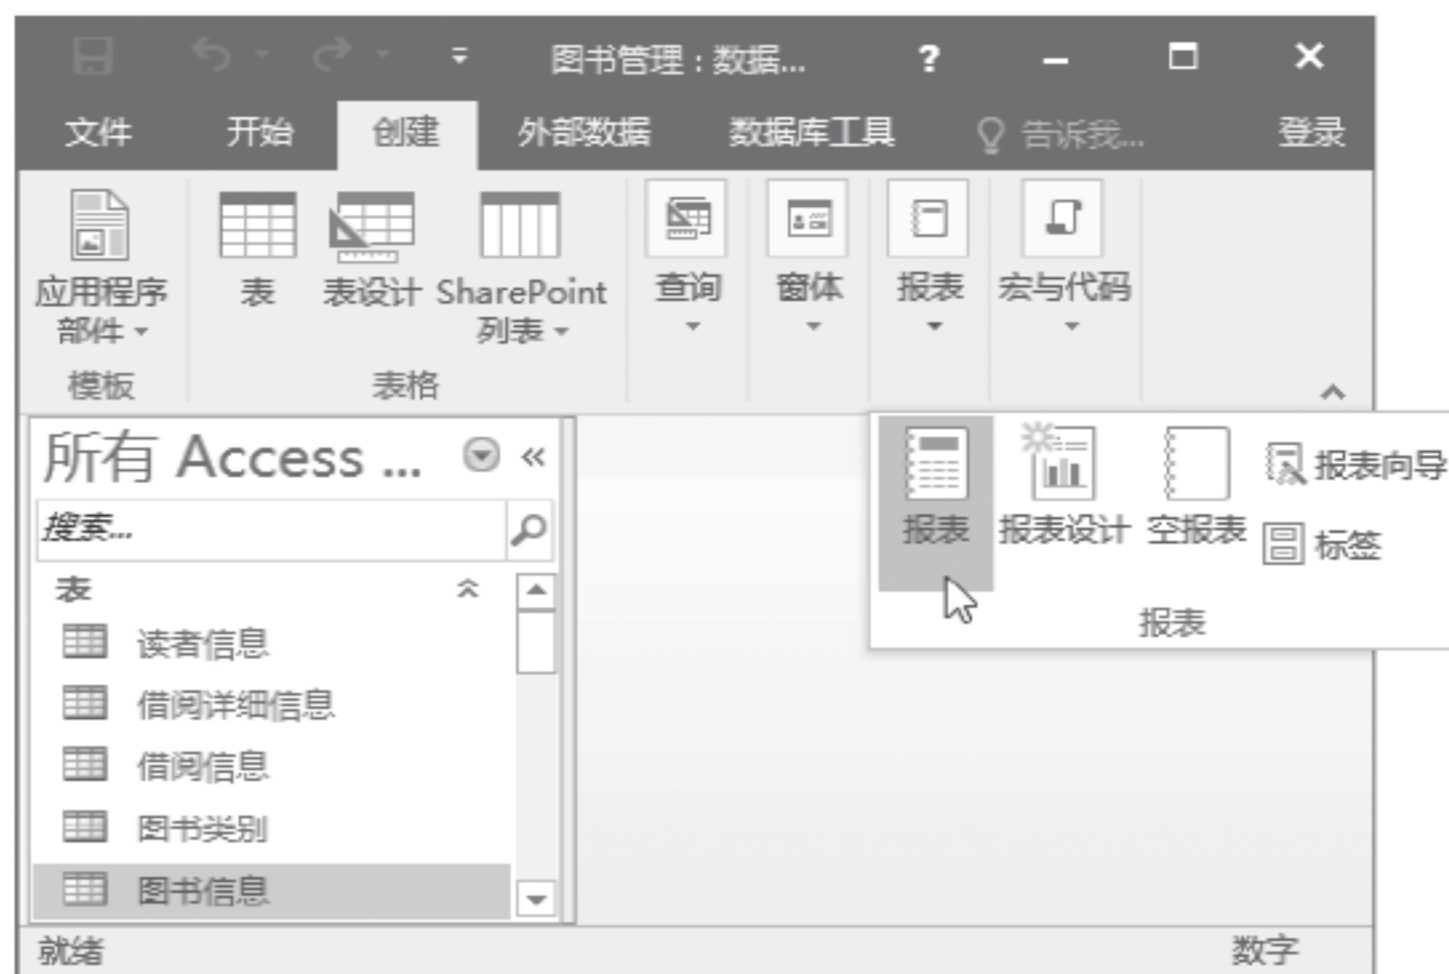 图书管理：数据...
?
文件 开始 创建 外部数据 数据库工具 告诉我... 登录
应用程序
部件
表 表设计 SharePoint
列表
查询 窗体 报表 宏与代码
模板 表格
所有 Access ... «
搜索...
表
读者信息
借阅详细信息
借阅信息
图书类别
图书信息
报表 报表设计 空报表 报表向导
标签
报表
就绪 数字